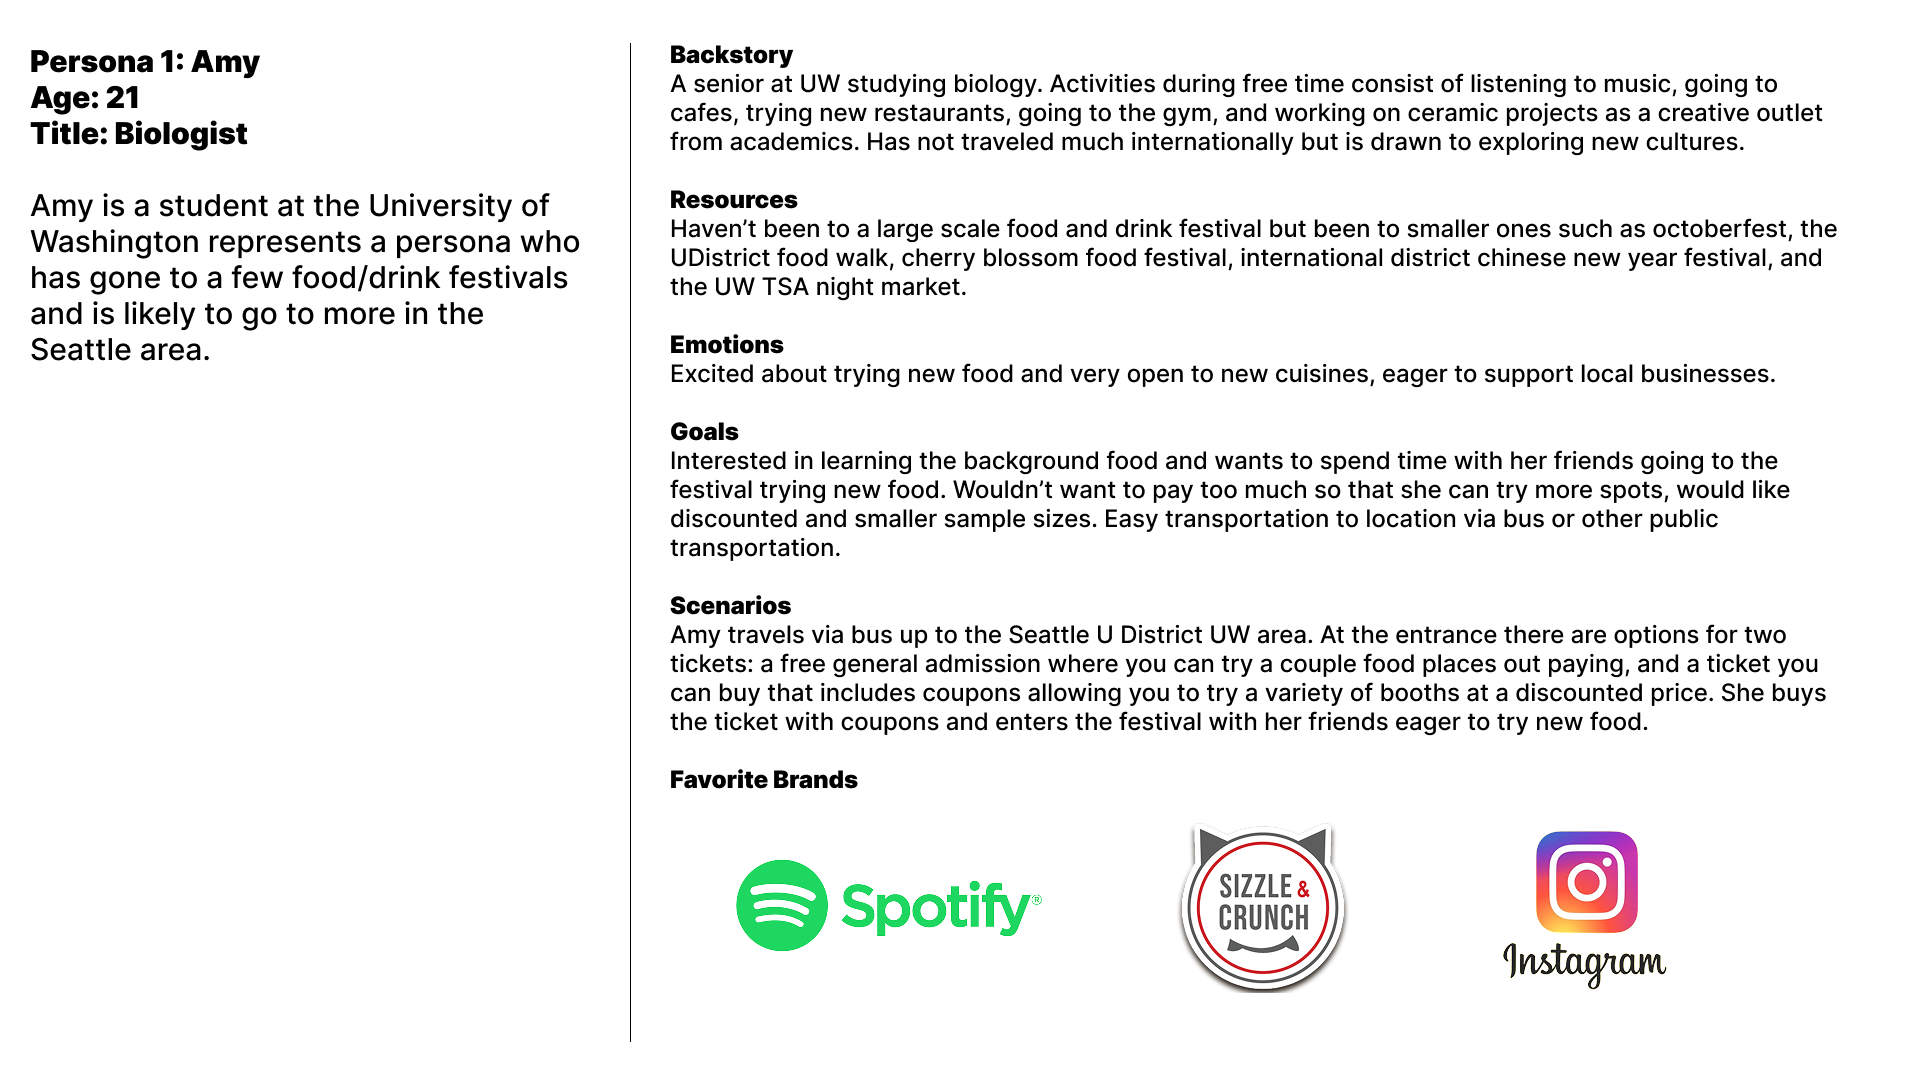 Persona 1: Amy
Age: 21
Title: Biologist
Amy is a student at the University of
Washington represents a persona who
has gone to a few food/drink festivals
and is likely to go to more in the
Seattle area.
Backstory
A senior at UW studying biology. Activities during free time consist of listening to music, going to
cafes, trying new restaurants, going to the gym, and working on ceramic projects as a creative outlet
from academics. Has not traveled much internationally but is drawn to exploring new cultures.
Resources
Haven’t been to a large scale food and drink festival but been to smaller ones such as octoberfest, the
UDistrict food walk, cherry blossom food festival, international district chinese new year festival, and
the UW TSA night market.
Emotions
Excited about trying new food and very open to new cuisines, eager to support local businesses.
Goals
Interested in learning the background food and wants to spend time with her friends going to the
festival trying new food. Wouldn’t want to pay too much so that she can try more spots, would like
discounted and smaller sample sizes. Easy transportation to location via bus or other public
transportation.
Scenarios
Amy travels via bus up to the Seattle U District UW area. At the entrance there are options for two
tickets: a free general admission where you can try a couple food places out paying, and a ticket you
can buy that includes coupons allowing you to try a variety of booths at a discounted price. She buys
the ticket with coupons and enters the festival with her friends eager to try new food.
Favorite Brands
Spotify®
SIZZLE &
CRUNCH
Instagram